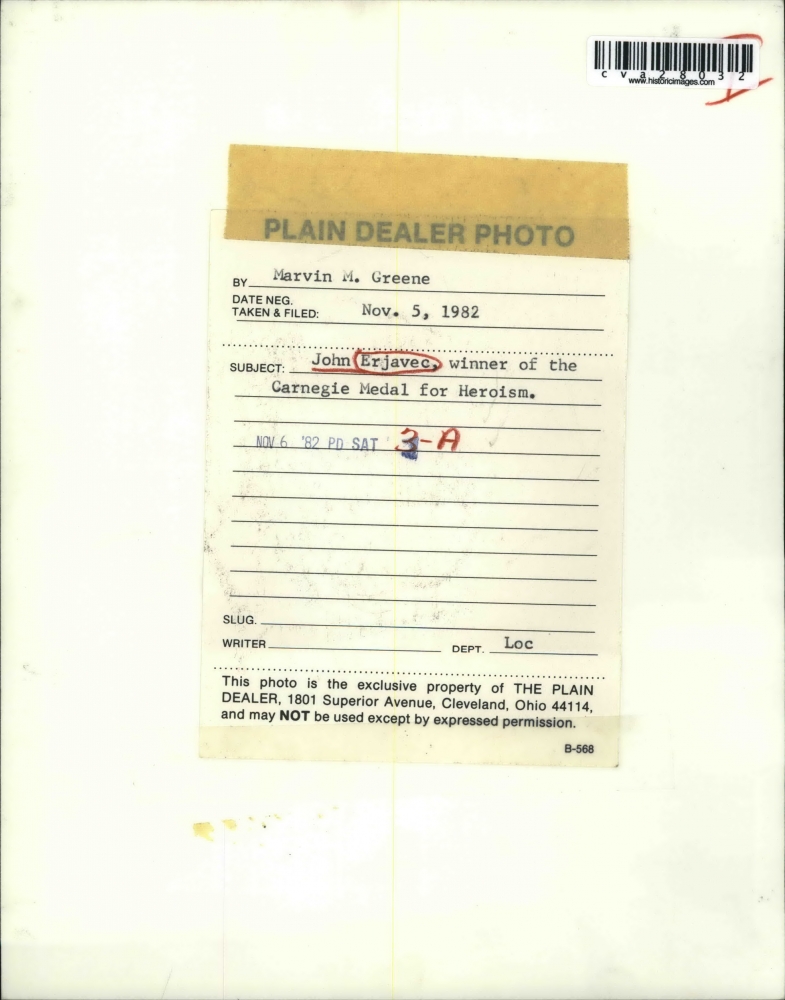 cva28032
www.historicimages.com
PLAIN DEALER PHOTO
BY Marvin M. Greene
DATE NEG.
TAKEN & FILED: Nov. 5, 1982
SUBJECT: John Erjavec, winner of the
Carnegie Medal for Heroism.
NOV 6 '82 PD SAT 3-A
SLUG.
WRITER DEPT. Loc
This photo is the exclusive property of THE PLAIN
DEALER, 1801 Superior Avenue, Cleveland, Ohio 44114,
and may NOT be used except by expressed permission.
B-568